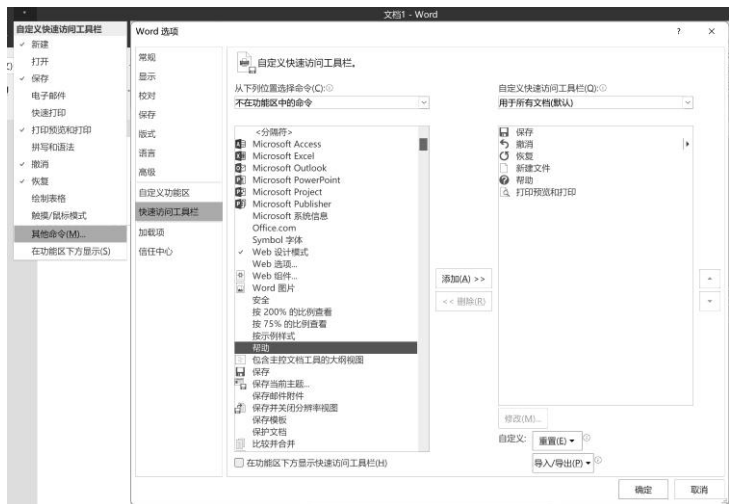 文档1 - Word
自定义快速访问工具栏
✓ 新建
打开
✓ 保存
电子邮件
快速打印
✓ 打印预览和打印
拼写和语法
✓ 撤消
✓ 恢复
绘制表格
触摸/鼠标模式
其他命令(M)...
在功能区下方显示(S)
Word 选项
? ×
常规
显示
校对
保存
版式
语言
高级
自定义功能区
快速访问工具栏
加载项
信任中心
自定义快速访问工具栏。
从下列位置选择命令(C):
不在功能区中的命令
<分隔符>
Microsoft Access
Microsoft Excel
Microsoft Outlook
Microsoft PowerPoint
Microsoft Project
Microsoft Publisher
Microsoft 系统信息
Office.com
Symbol 字体
✓ Web 设计模式
Web 选项...
Web 组件...
Word 图片
安全
按 200% 的比例查看
按 75% 的比例查看
按示例样式
帮助
包含主控文档工具的大纲视图
保存
保存当前主题...
保存邮件附件
保存并关闭分辨率视图
保存模板
保护文档
比较并合并
在功能区下方显示快速访问工具栏(H)
添加(A) >>
<< 删除(R)
自定义快速访问工具栏(Q):
用于所有文档(默认)
保存
撤消
恢复
新建文件
帮助
打印预览和打印
修改(M)...
自定义: 重置(E)
导入/导出(P)
确定 取消